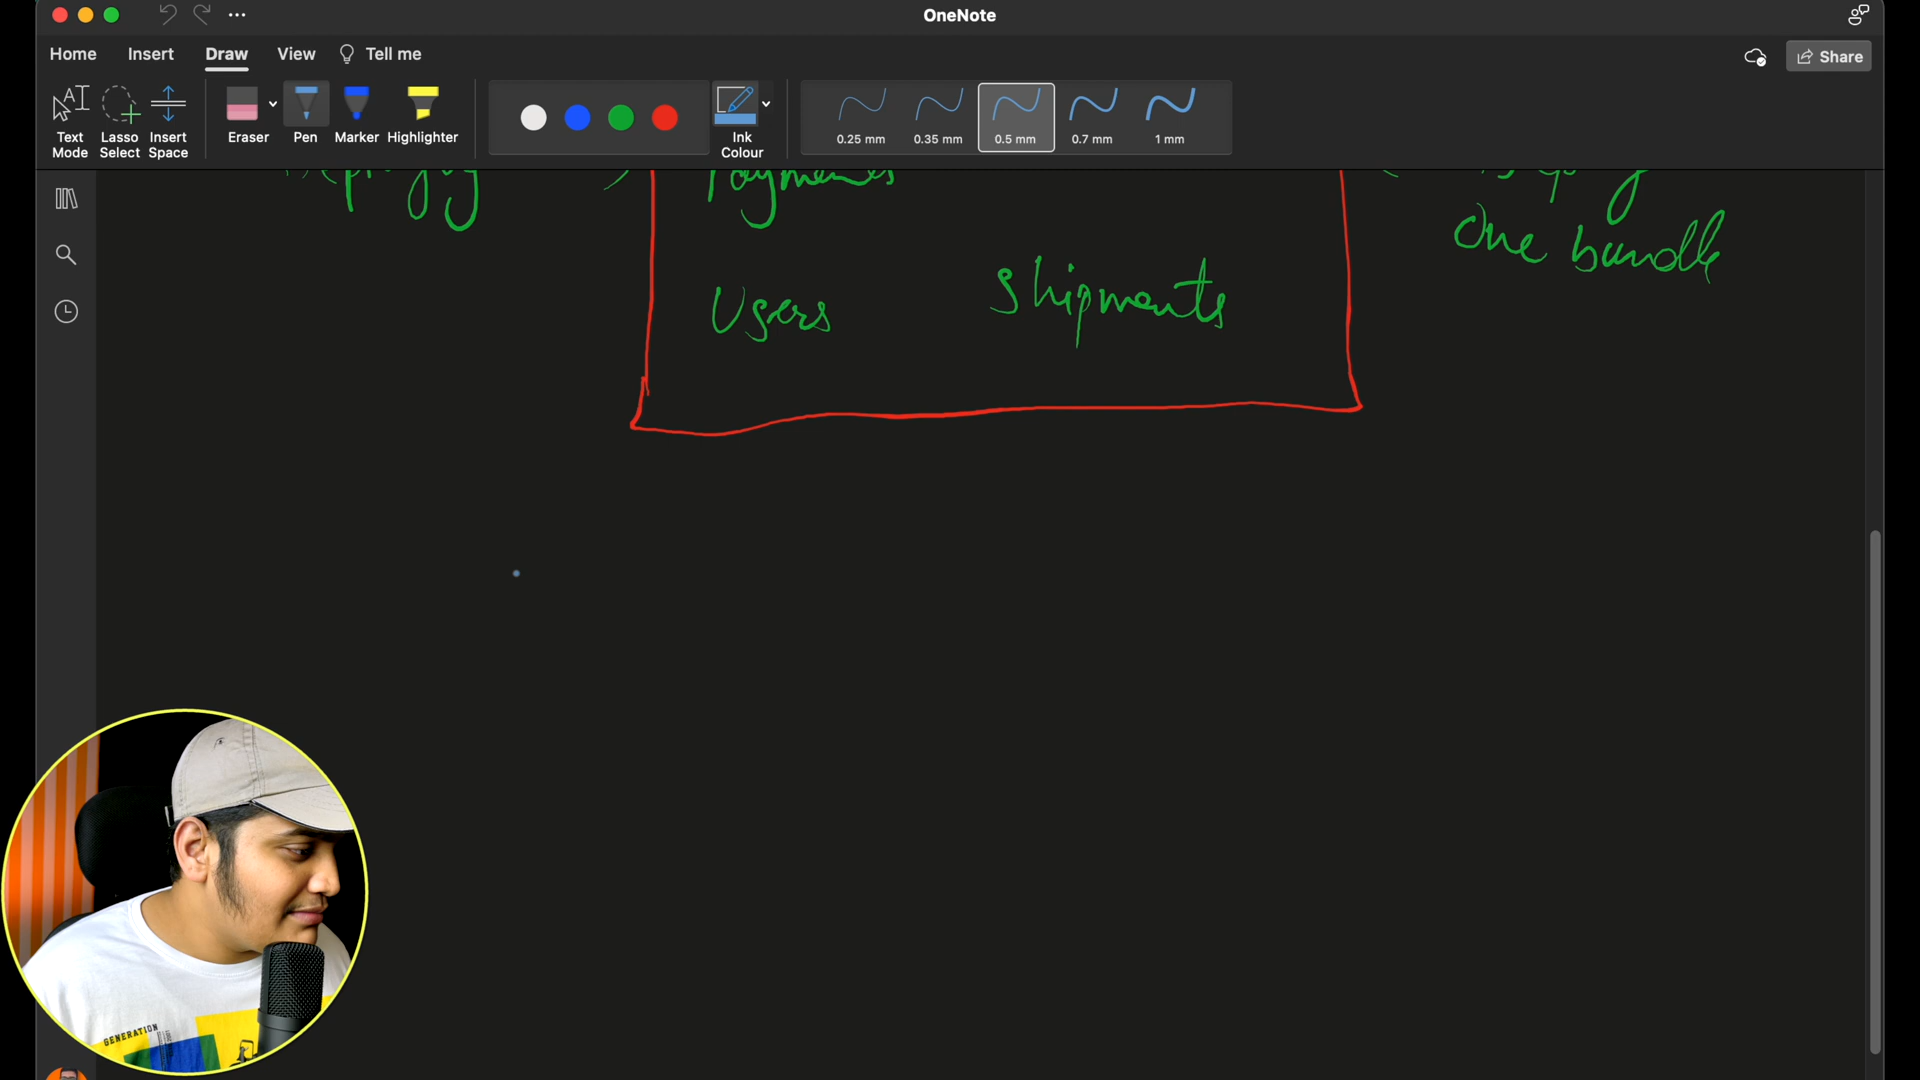 OneNote
Home Insert Draw View Tell me
Share
Text Mode
Lasso Select
Insert Space
Eraser
Pen
Marker
Highlighter
Ink Colour
0.25 mm
0.35 mm
0.5 mm
0.7 mm
1 mm
Payments
One bundle
Users
Shipments
GENERATION